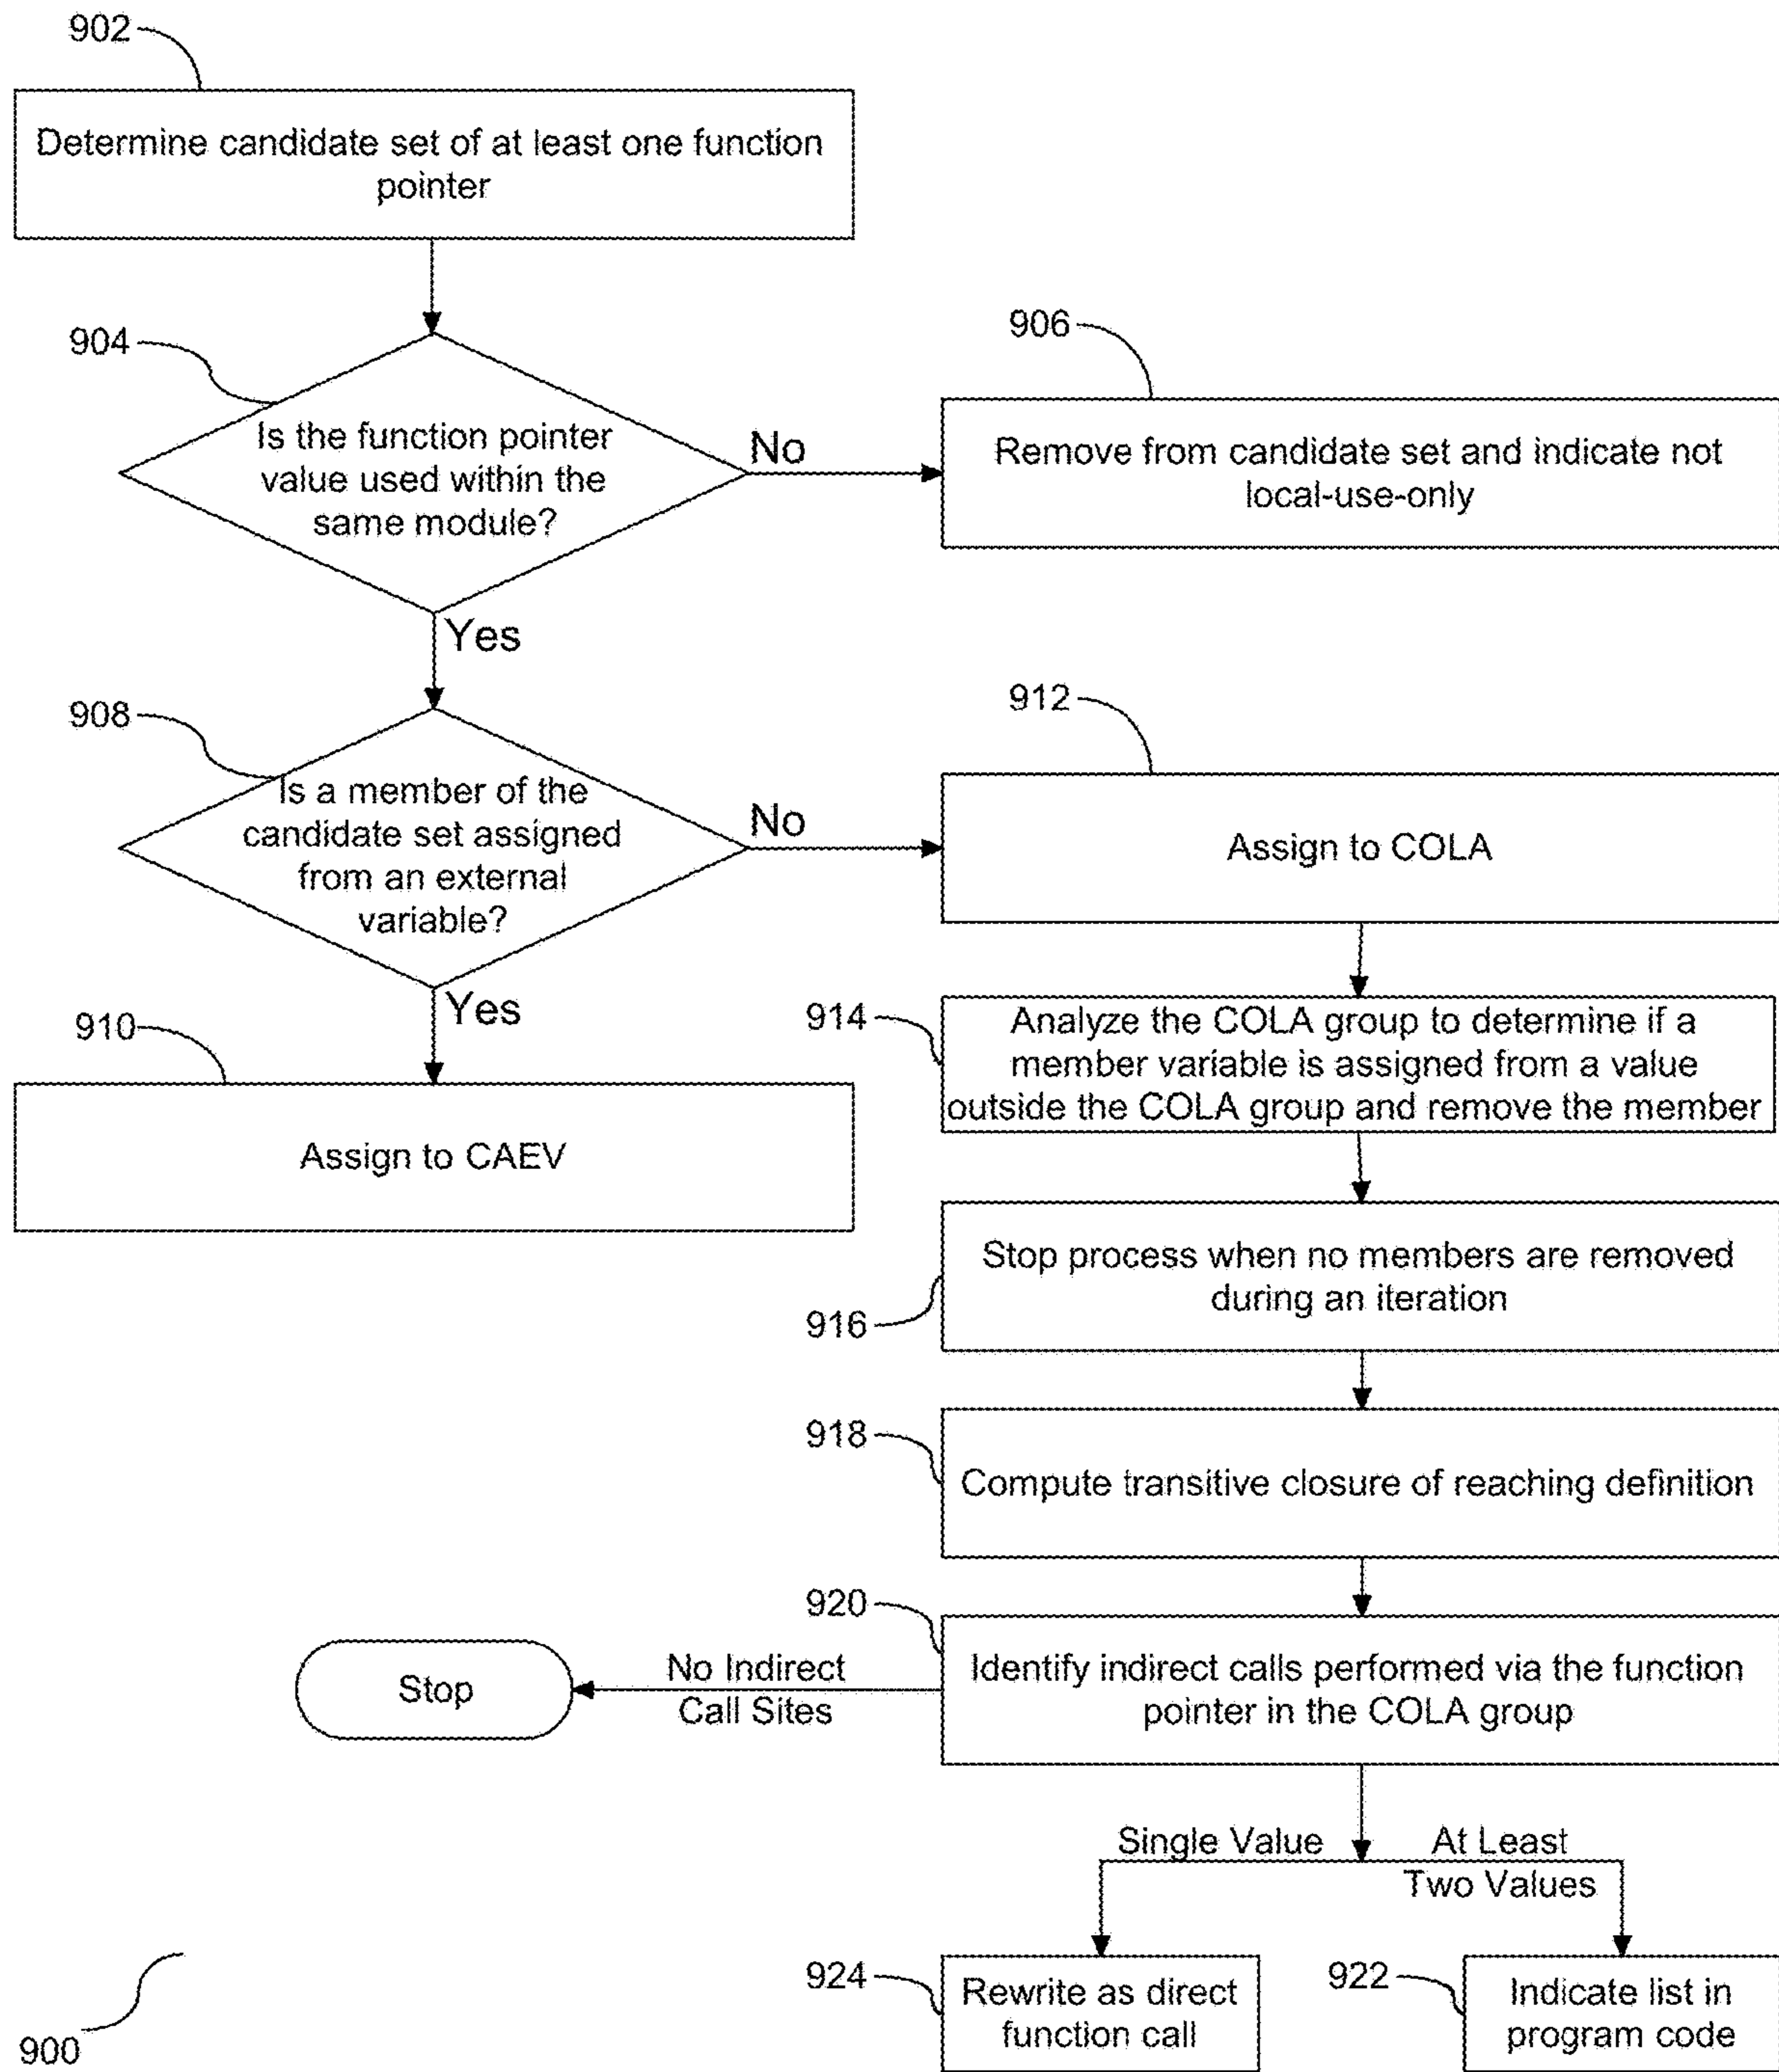 902
Determine candidate set of at least one function
pointer
904
Is the function pointer
value used within the
same module?
No
906
Remove from candidate set and indicate not
local-use-only
Yes
908
Is a member of the
candidate set assigned
from an external
variable?
No
912
Assign to COLA
Yes
910
Assign to CAEV
914
Analyze the COLA group to determine if a
member variable is assigned from a value
outside the COLA group and remove the member
916
Stop process when no members are removed
during an iteration
918
Compute transitive closure of reaching definition
920
Identify indirect calls performed via the function
pointer in the COLA group
No Indirect
Call Sites
Stop
Single Value
At Least
Two Values
924
Rewrite as direct
function call
922
Indicate list in
program code
900